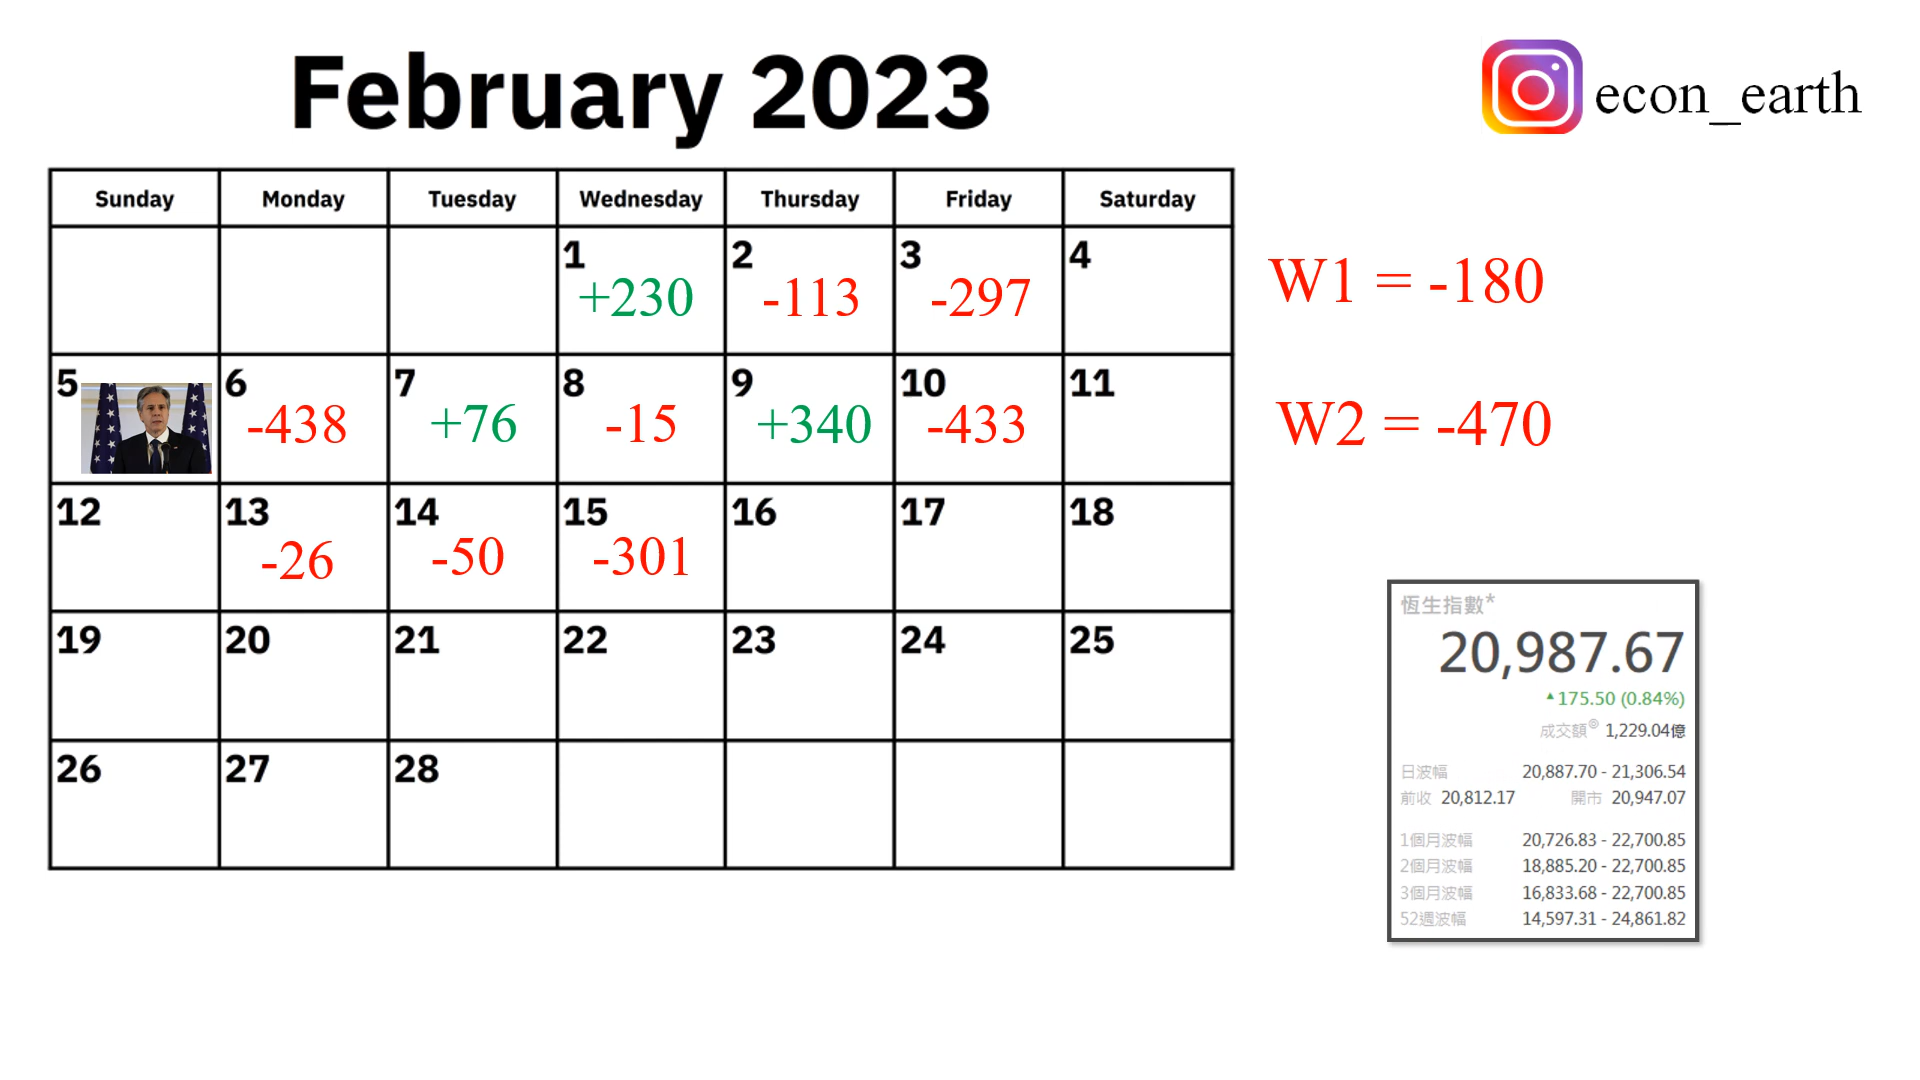 February 2023
econ_earth
Sunday Monday Tuesday Wednesday Thursday Friday Saturday
1 2 3 4
+230 -113 -297
W1 = -180
5 6 7 8 9 10 11
-438 +76 -15 +340 -433
W2 = -470
12 13 14 15 16 17 18
-26 -50 -301
19 20 21 22 23 24 25
26 27 28
恆生指數*
20,987.67
▲175.50 (0.84%)
成交額◎ 1,229.04億
日波幅 20,887.70 - 21,306.54
前收 20,812.17 開市 20,947.07
1個月波幅 20,726.83 - 22,700.85
2個月波幅 18,885.20 - 22,700.85
3個月波幅 16,833.68 - 22,700.85
52週波幅 14,597.31 - 24,861.82